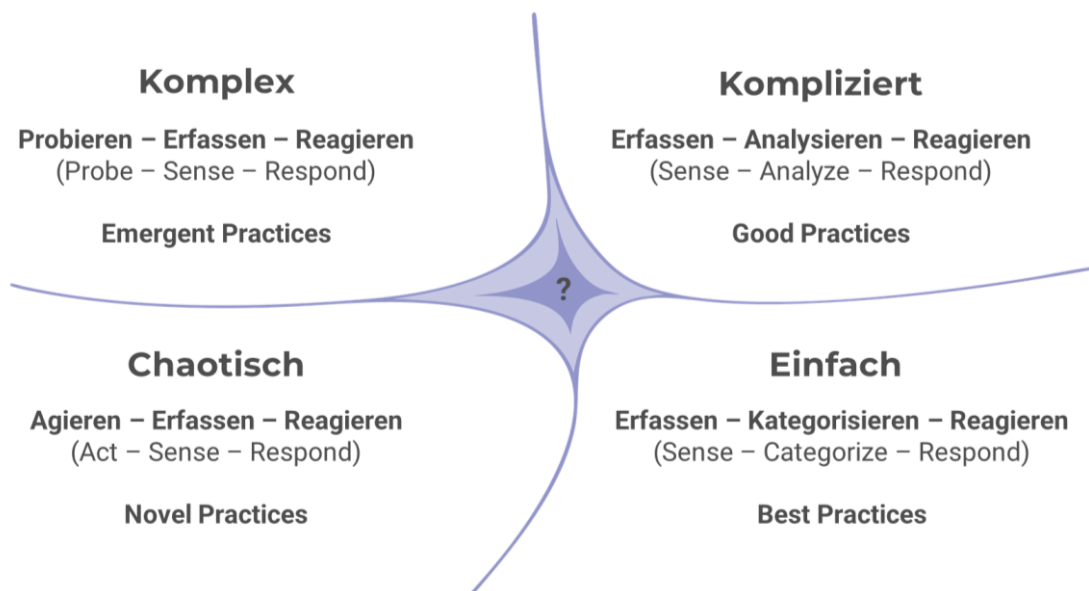 Komplex
Probieren – Erfassen – Reagieren
(Probe – Sense – Respond)
Emergent Practices
Kompliziert
Erfassen – Analysieren – Reagieren
(Sense – Analyze – Respond)
Good Practices
?
Chaotisch
Agieren – Erfassen – Reagieren
(Act – Sense – Respond)
Novel Practices
Einfach
Erfassen – Kategorisieren – Reagieren
(Sense – Categorize – Respond)
Best Practices